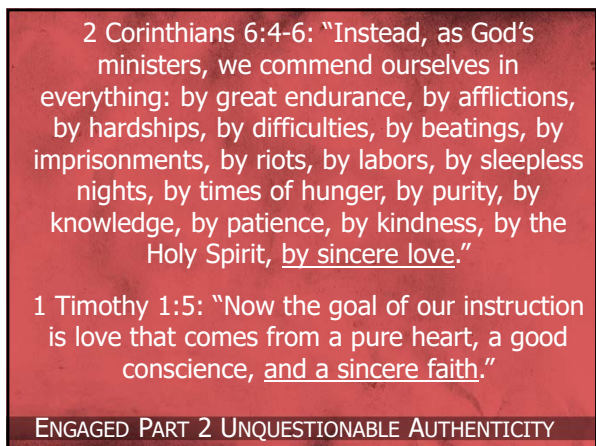 2 Corinthians 6:4-6: “Instead, as God’s
ministers, we commend ourselves in
everything: by great endurance, by afflictions,
by hardships, by difficulties, by beatings, by
imprisonments, by riots, by labors, by sleepless
nights, by times of hunger, by purity, by
knowledge, by patience, by kindness, by the
Holy Spirit, by sincere love.”
1 Timothy 1:5: “Now the goal of our instruction
is love that comes from a pure heart, a good
conscience, and a sincere faith.”
ENGAGED PART 2 UNQUESTIONABLE AUTHENTICITY